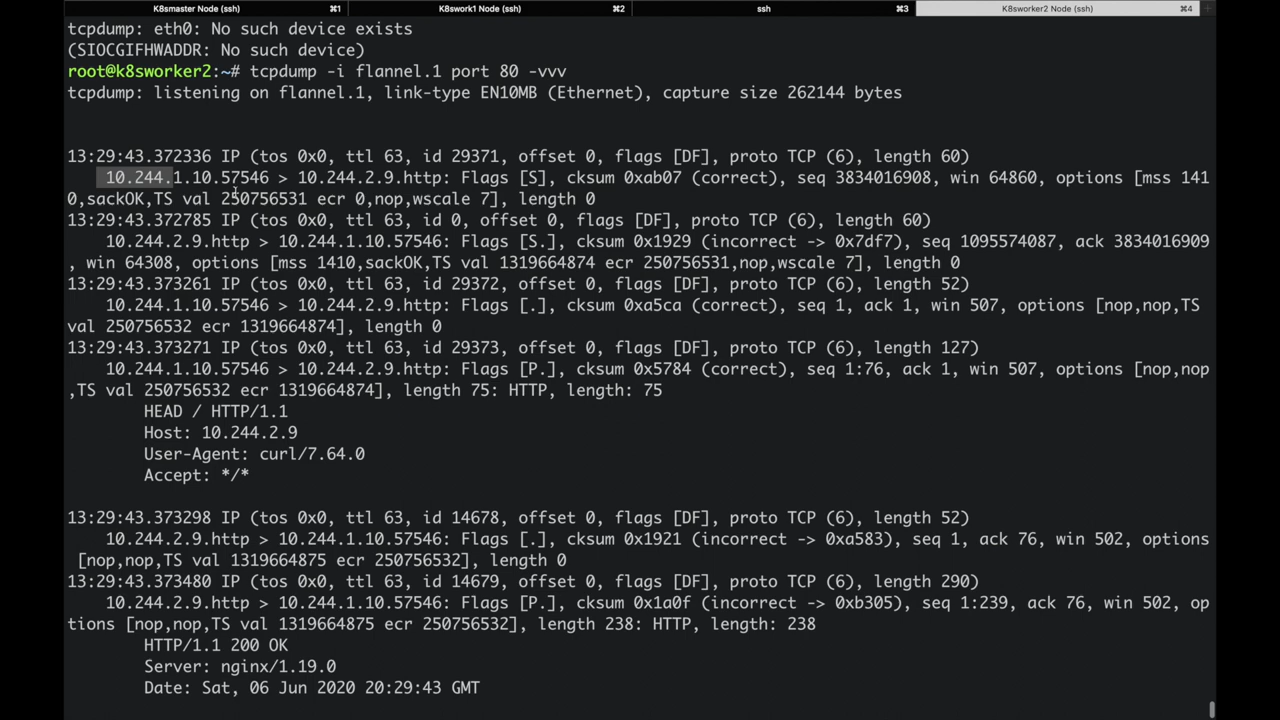 K8smaster Node (ssh) ⌘1 K8swork1 Node (ssh) ⌘2 ssh ⌘3 K8sworker2 Node (ssh) ⌘4 +
tcpdump: eth0: No such device exists
(SIOCGIFHWADDR: No such device)
root@k8sworker2:~# tcpdump -i flannel.1 port 80 -vvv
tcpdump: listening on flannel.1, link-type EN10MB (Ethernet), capture size 262144 bytes
13:29:43.372336 IP (tos 0x0, ttl 63, id 29371, offset 0, flags [DF], proto TCP (6), length 60)
10.244.1.10.57546 > 10.244.2.9.http: Flags [S], cksum 0xab07 (correct), seq 3834016908, win 64860, options [mss 141
0,sackOK,TS val 250756531 ecr 0,nop,wscale 7], length 0
13:29:43.372785 IP (tos 0x0, ttl 63, id 0, offset 0, flags [DF], proto TCP (6), length 60)
10.244.2.9.http > 10.244.1.10.57546: Flags [S.], cksum 0x1929 (incorrect -> 0x7df7), seq 1095574087, ack 3834016909
, win 64308, options [mss 1410,sackOK,TS val 1319664874 ecr 250756531,nop,wscale 7], length 0
13:29:43.373261 IP (tos 0x0, ttl 63, id 29372, offset 0, flags [DF], proto TCP (6), length 52)
10.244.1.10.57546 > 10.244.2.9.http: Flags [.], cksum 0xa5ca (correct), seq 1, ack 1, win 507, options [nop,nop,TS
val 250756532 ecr 1319664874], length 0
13:29:43.373271 IP (tos 0x0, ttl 63, id 29373, offset 0, flags [DF], proto TCP (6), length 127)
10.244.1.10.57546 > 10.244.2.9.http: Flags [P.], cksum 0x5784 (correct), seq 1:76, ack 1, win 507, options [nop,nop
,TS val 250756532 ecr 1319664874], length 75: HTTP, length: 75
HEAD / HTTP/1.1
Host: 10.244.2.9
User-Agent: curl/7.64.0
Accept: */*
13:29:43.373298 IP (tos 0x0, ttl 63, id 14678, offset 0, flags [DF], proto TCP (6), length 52)
10.244.2.9.http > 10.244.1.10.57546: Flags [.], cksum 0x1921 (incorrect -> 0xa583), seq 1, ack 76, win 502, options
[nop,nop,TS val 1319664875 ecr 250756532], length 0
13:29:43.373480 IP (tos 0x0, ttl 63, id 14679, offset 0, flags [DF], proto TCP (6), length 290)
10.244.2.9.http > 10.244.1.10.57546: Flags [P.], cksum 0x1a0f (incorrect -> 0xb305), seq 1:239, ack 76, win 502, op
tions [nop,nop,TS val 1319664875 ecr 250756532], length 238: HTTP, length: 238
HTTP/1.1 200 OK
Server: nginx/1.19.0
Date: Sat, 06 Jun 2020 20:29:43 GMT